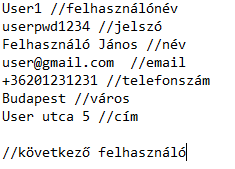 User1 //felhasználónév
userpwd1234 //jelszó
Felhasználó János //név
user@gmail.com  //email
+36201231231 //telefonszám
Budapest //város
User utca 5 //cím

//következő felhasználó